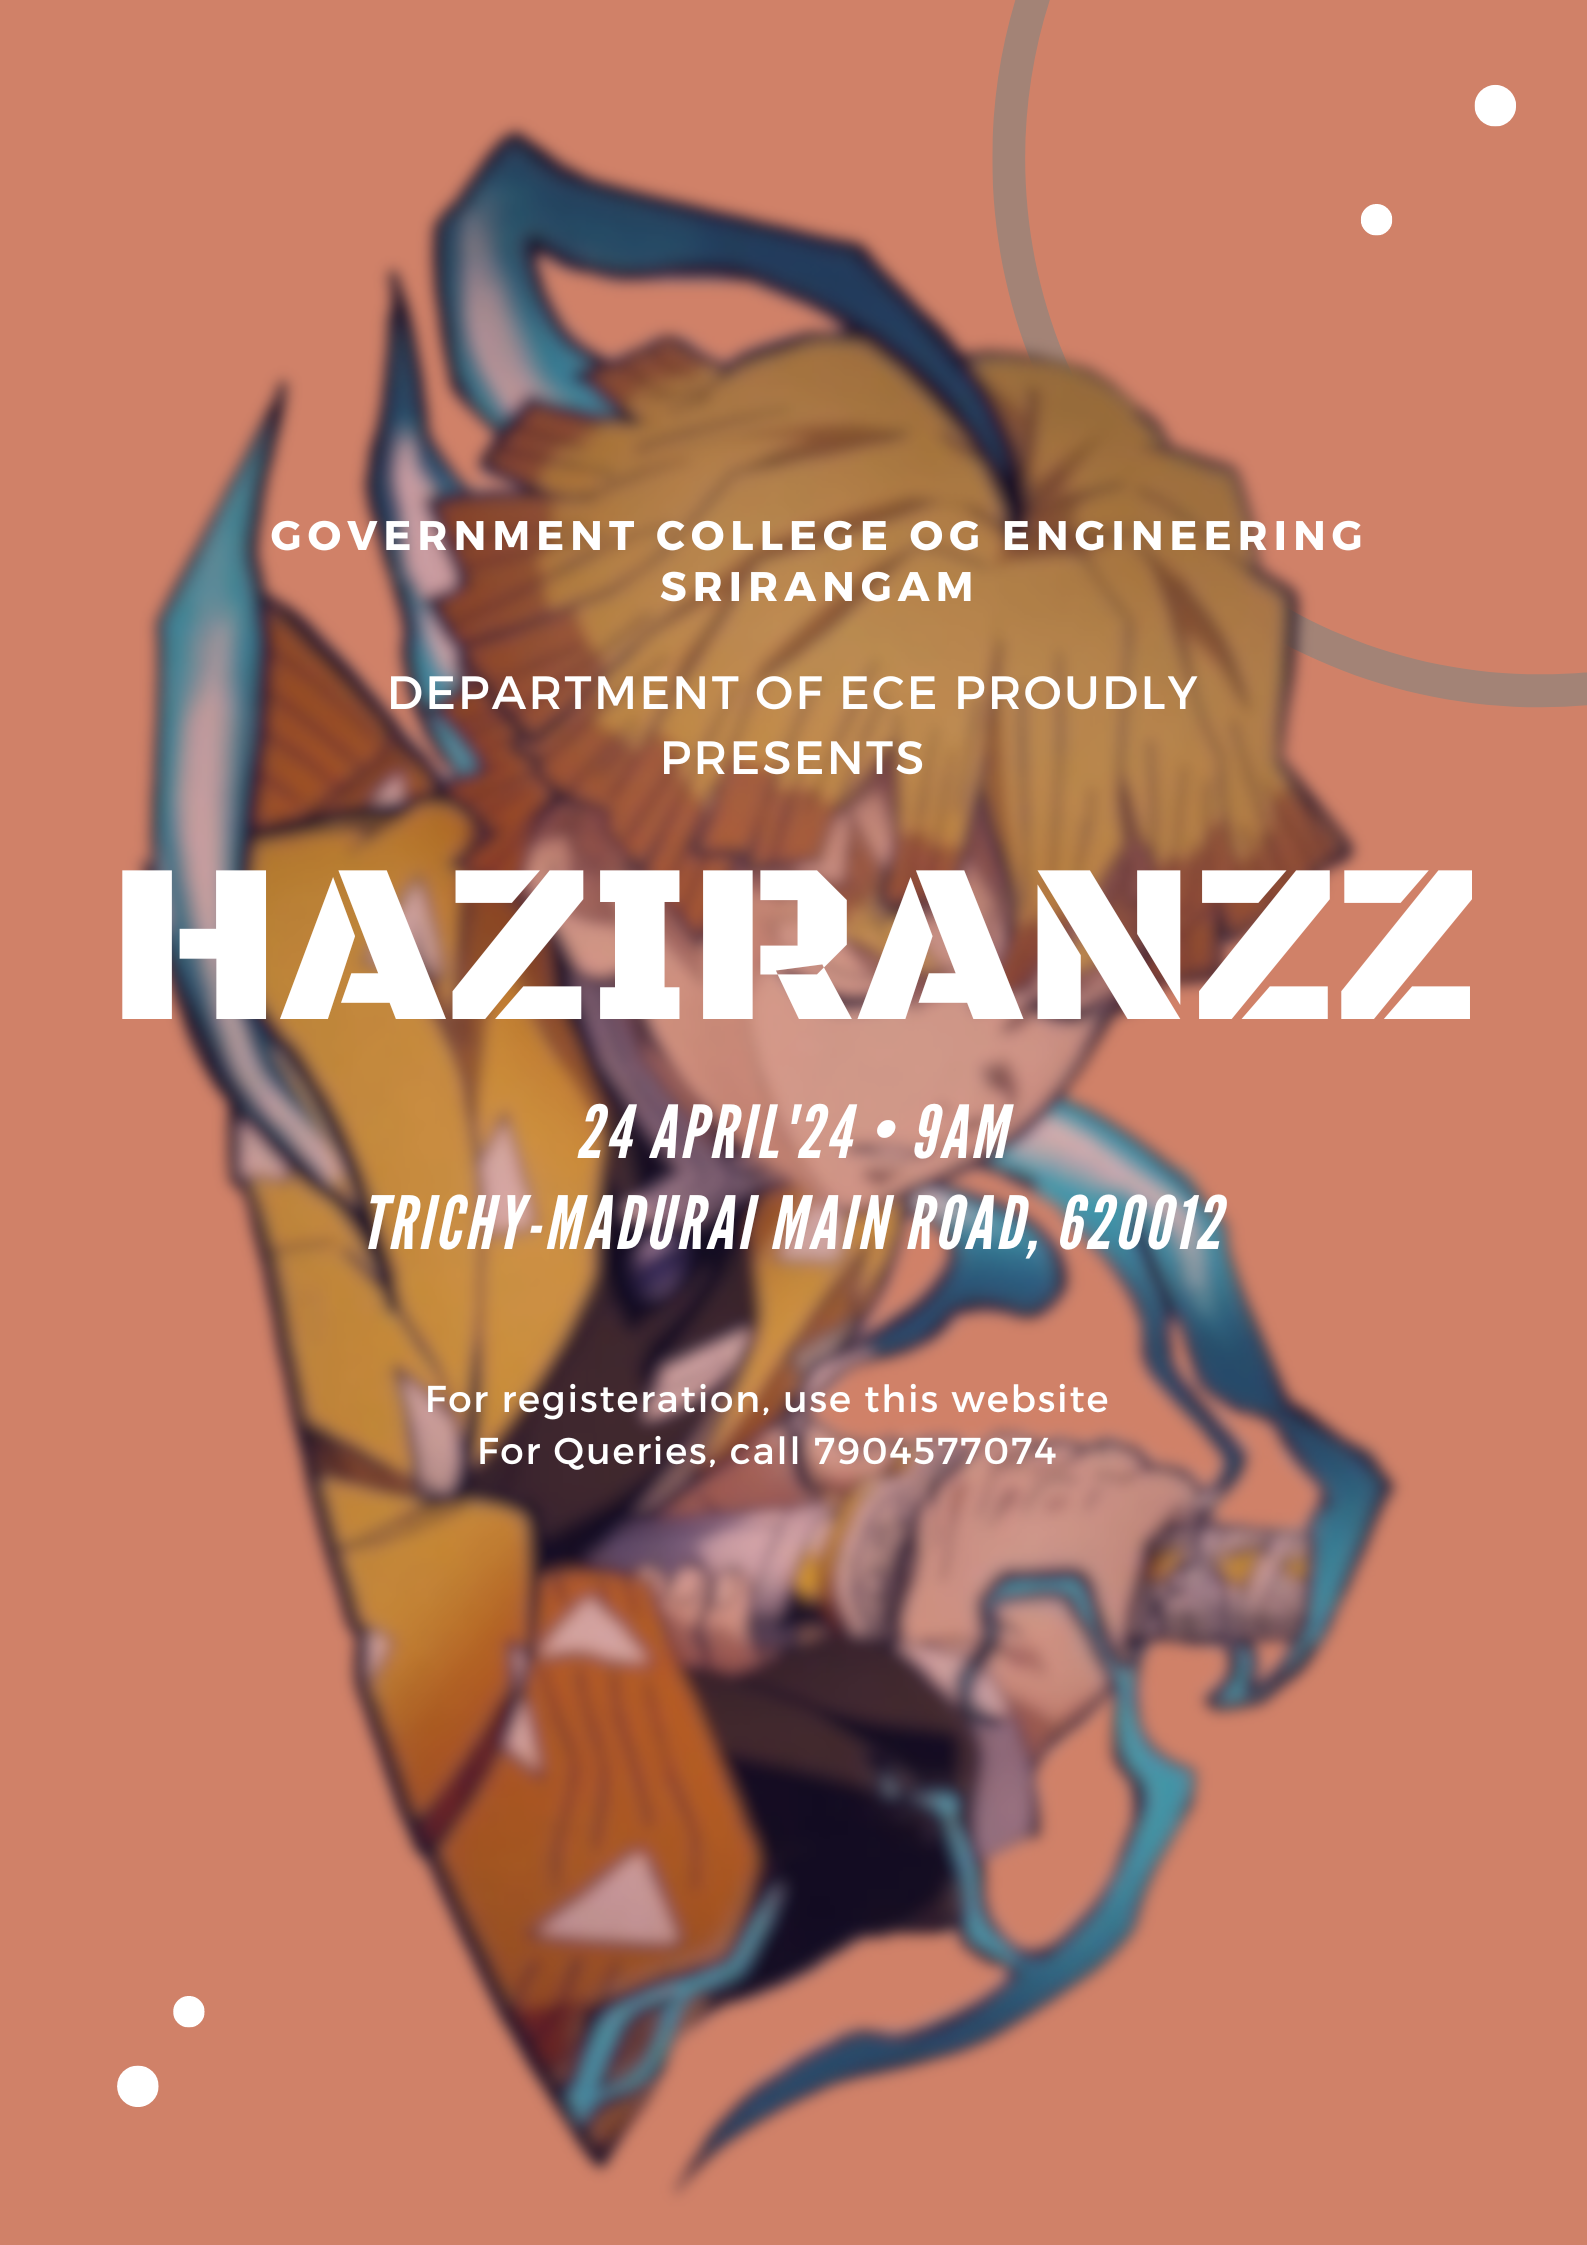 GOVERNMENT COLLEGE OG ENGINEERING
SRIRANGAM
DEPARTMENT OF ECE PROUDLY
PRESENTS
HAZIRANZZ
24 APRIL'24 • 9AM
TRICHY-MADURAI MAIN ROAD, 620012
For registeration, use this website
For Queries, call 7904577074